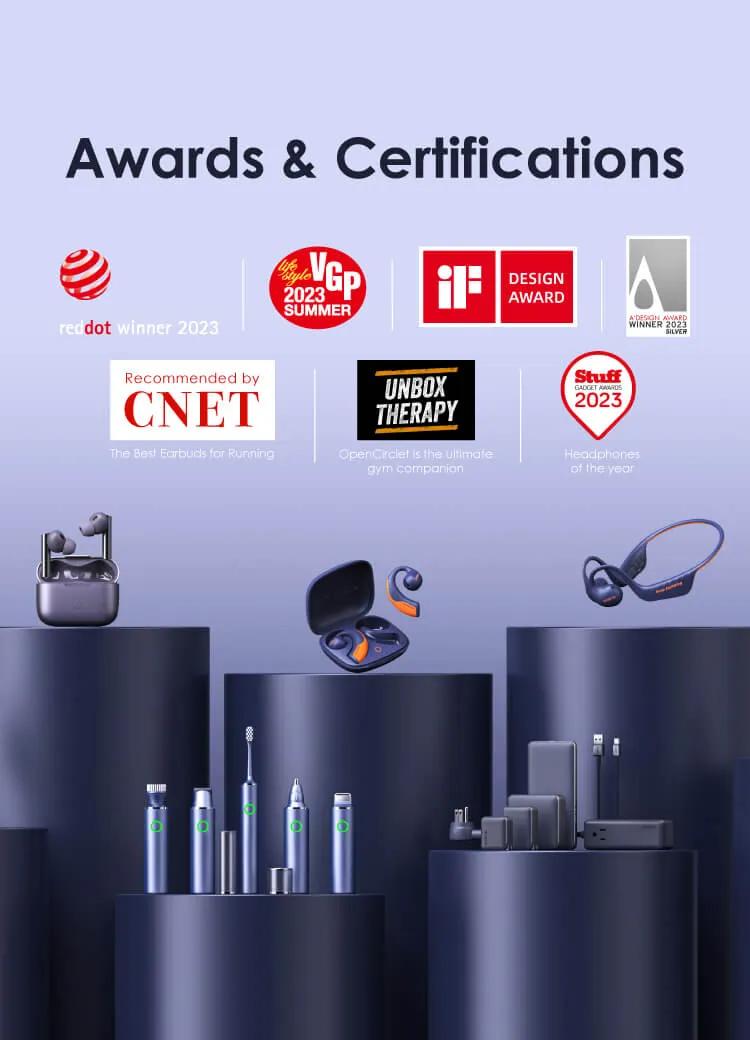 Awards & Certifications
reddot winner 2023
life style VGP
2023
SUMMER
iF
DESIGN
AWARD
A'DESIGN AWARD
WINNER 2023
SILVER
Recommended by
CNET
The Best Earbuds for Running
UNBOX
THERAPY
OpenCirclet is the ultimate
gym companion
Stuff
GADGET AWARDS
2023
Headphones
of the year